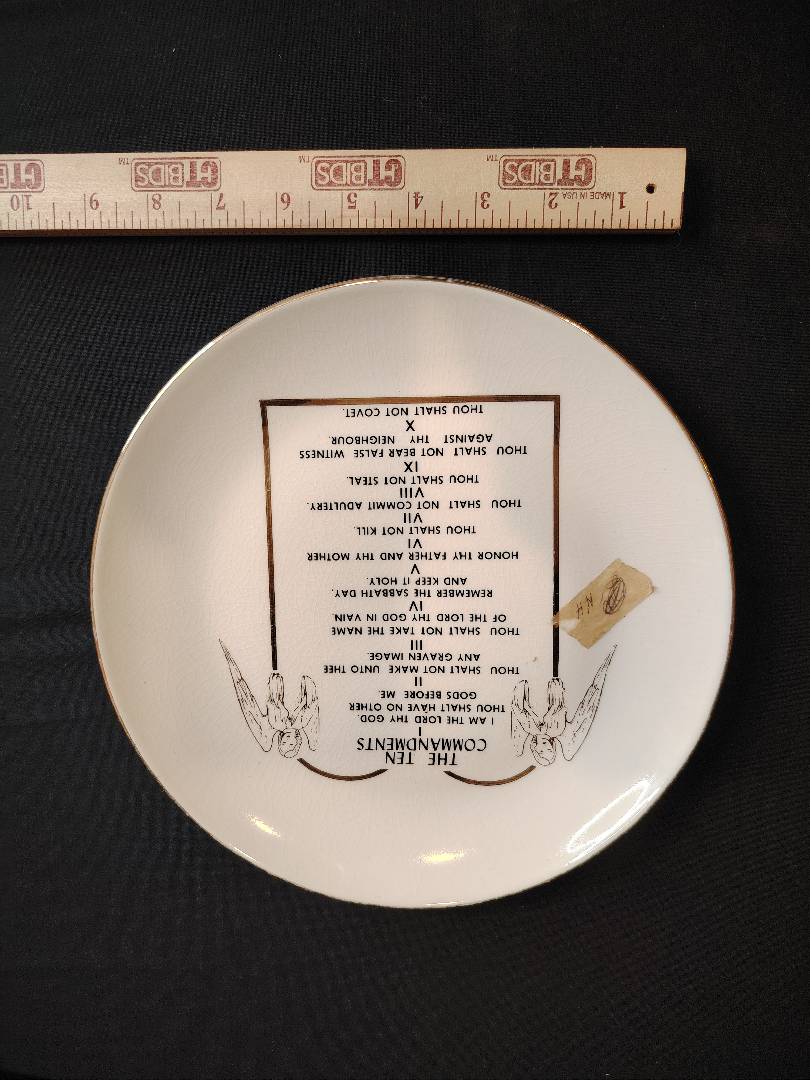 THE TEN
COMMANDMENTS
I
I AM THE LORD THY GOD.
THOU SHALT HAVE NO OTHER
GODS BEFORE ME.
II
THOU SHALT NOT MAKE UNTO THEE
ANY GRAVEN IMAGE.
III
THOU SHALT NOT TAKE THE NAME
OF THE LORD THY GOD IN VAIN.
IV
REMEMBER THE SABBATH DAY.
AND KEEP IT HOLY.
V
HONOR THY FATHER AND THY MOTHER
VI
THOU SHALT NOT KILL.
VII
THOU SHALT NOT COMMIT ADULTERY.
VIII
THOU SHALT NOT STEAL.
IX
THOU SHALT NOT BEAR FALSE WITNESS
AGAINST THY NEIGHBOUR.
X
THOU SHALT NOT COVET.
NH
1 MADE IN USA 2 3 4 5 6 7 8 9 10
GTBIDS TM GTBIDS TM GTBIDS TM GTBIDS